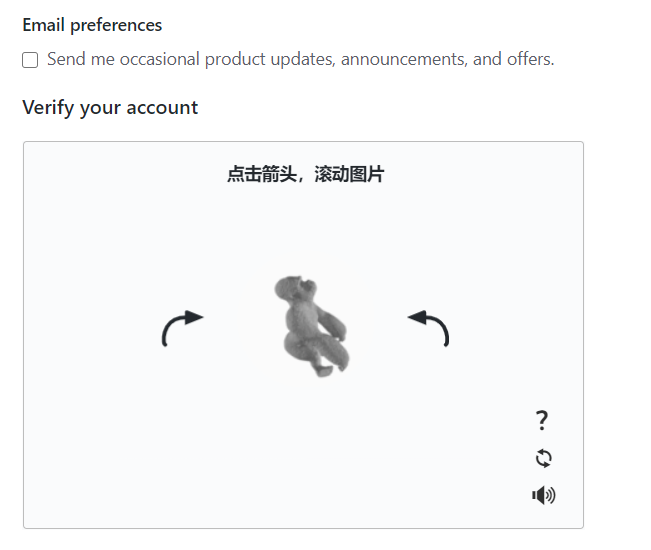 Email preferences
Send me occasional product updates, announcements, and offers.
Verify your account
点击箭头，滚动图片
?